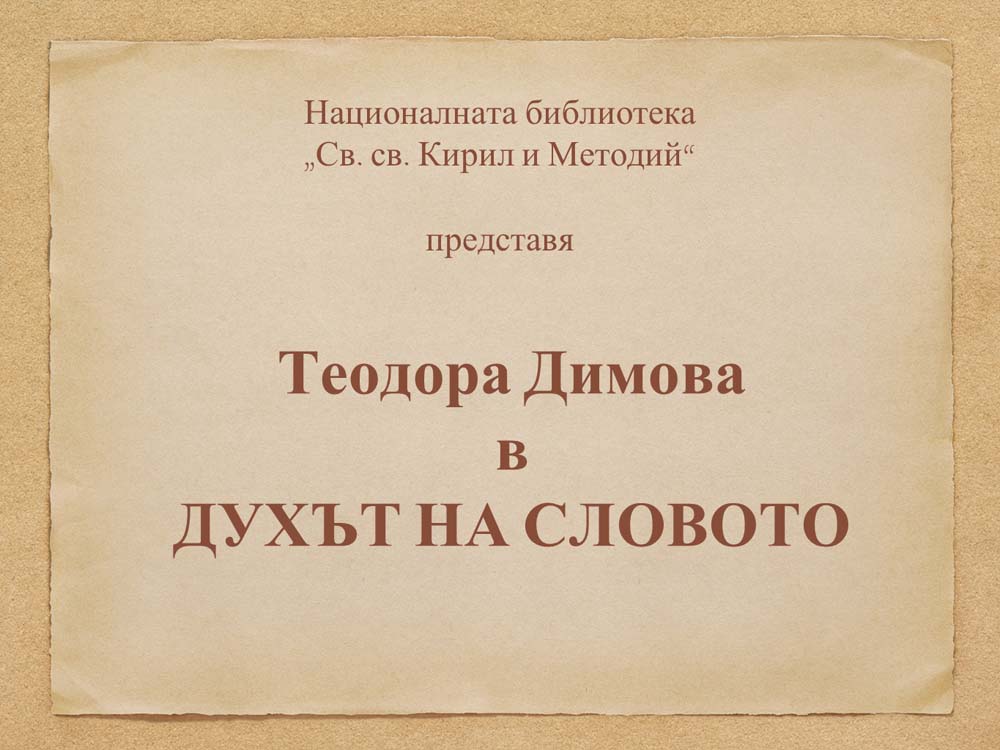 Националната библиотека
„Св. св. Кирил и Методий“
представя
Теодора Димова
в
ДУХЪТ НА СЛОВОТО